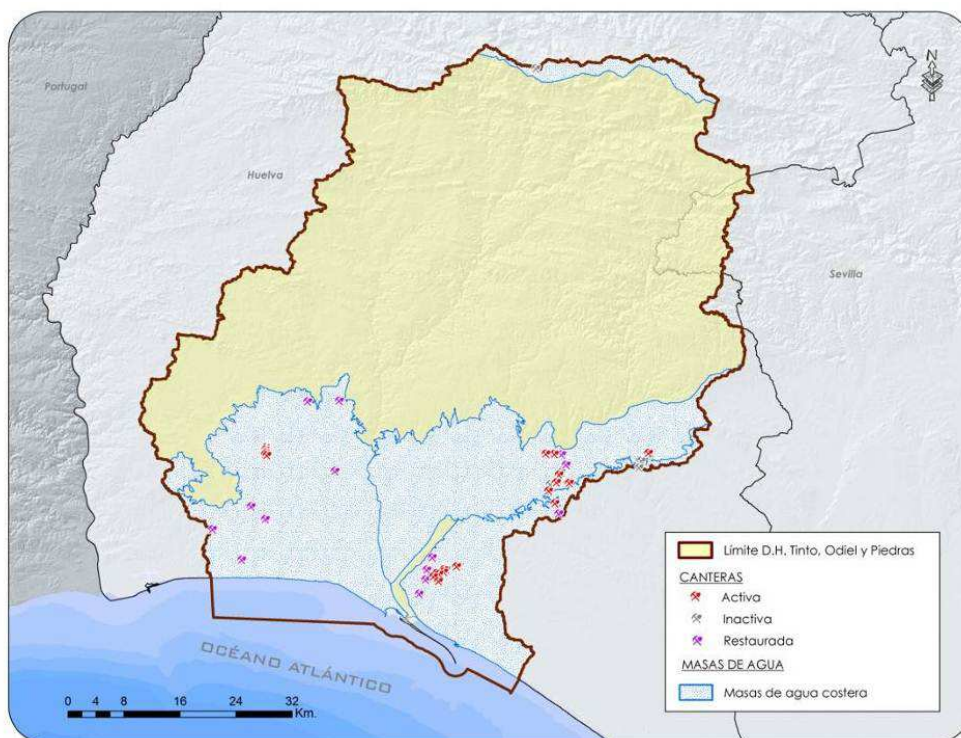 N
Portugal
Huelva
Sevilla
Límite D.H. Tinto, Odiel y Piedras
CANTERAS
Activa
Inactiva
Restaurada
MASAS DE AGUA
Masas de agua costera
OCÉANO ATLÁNTICO
0 4 8 16 24 32
Km.